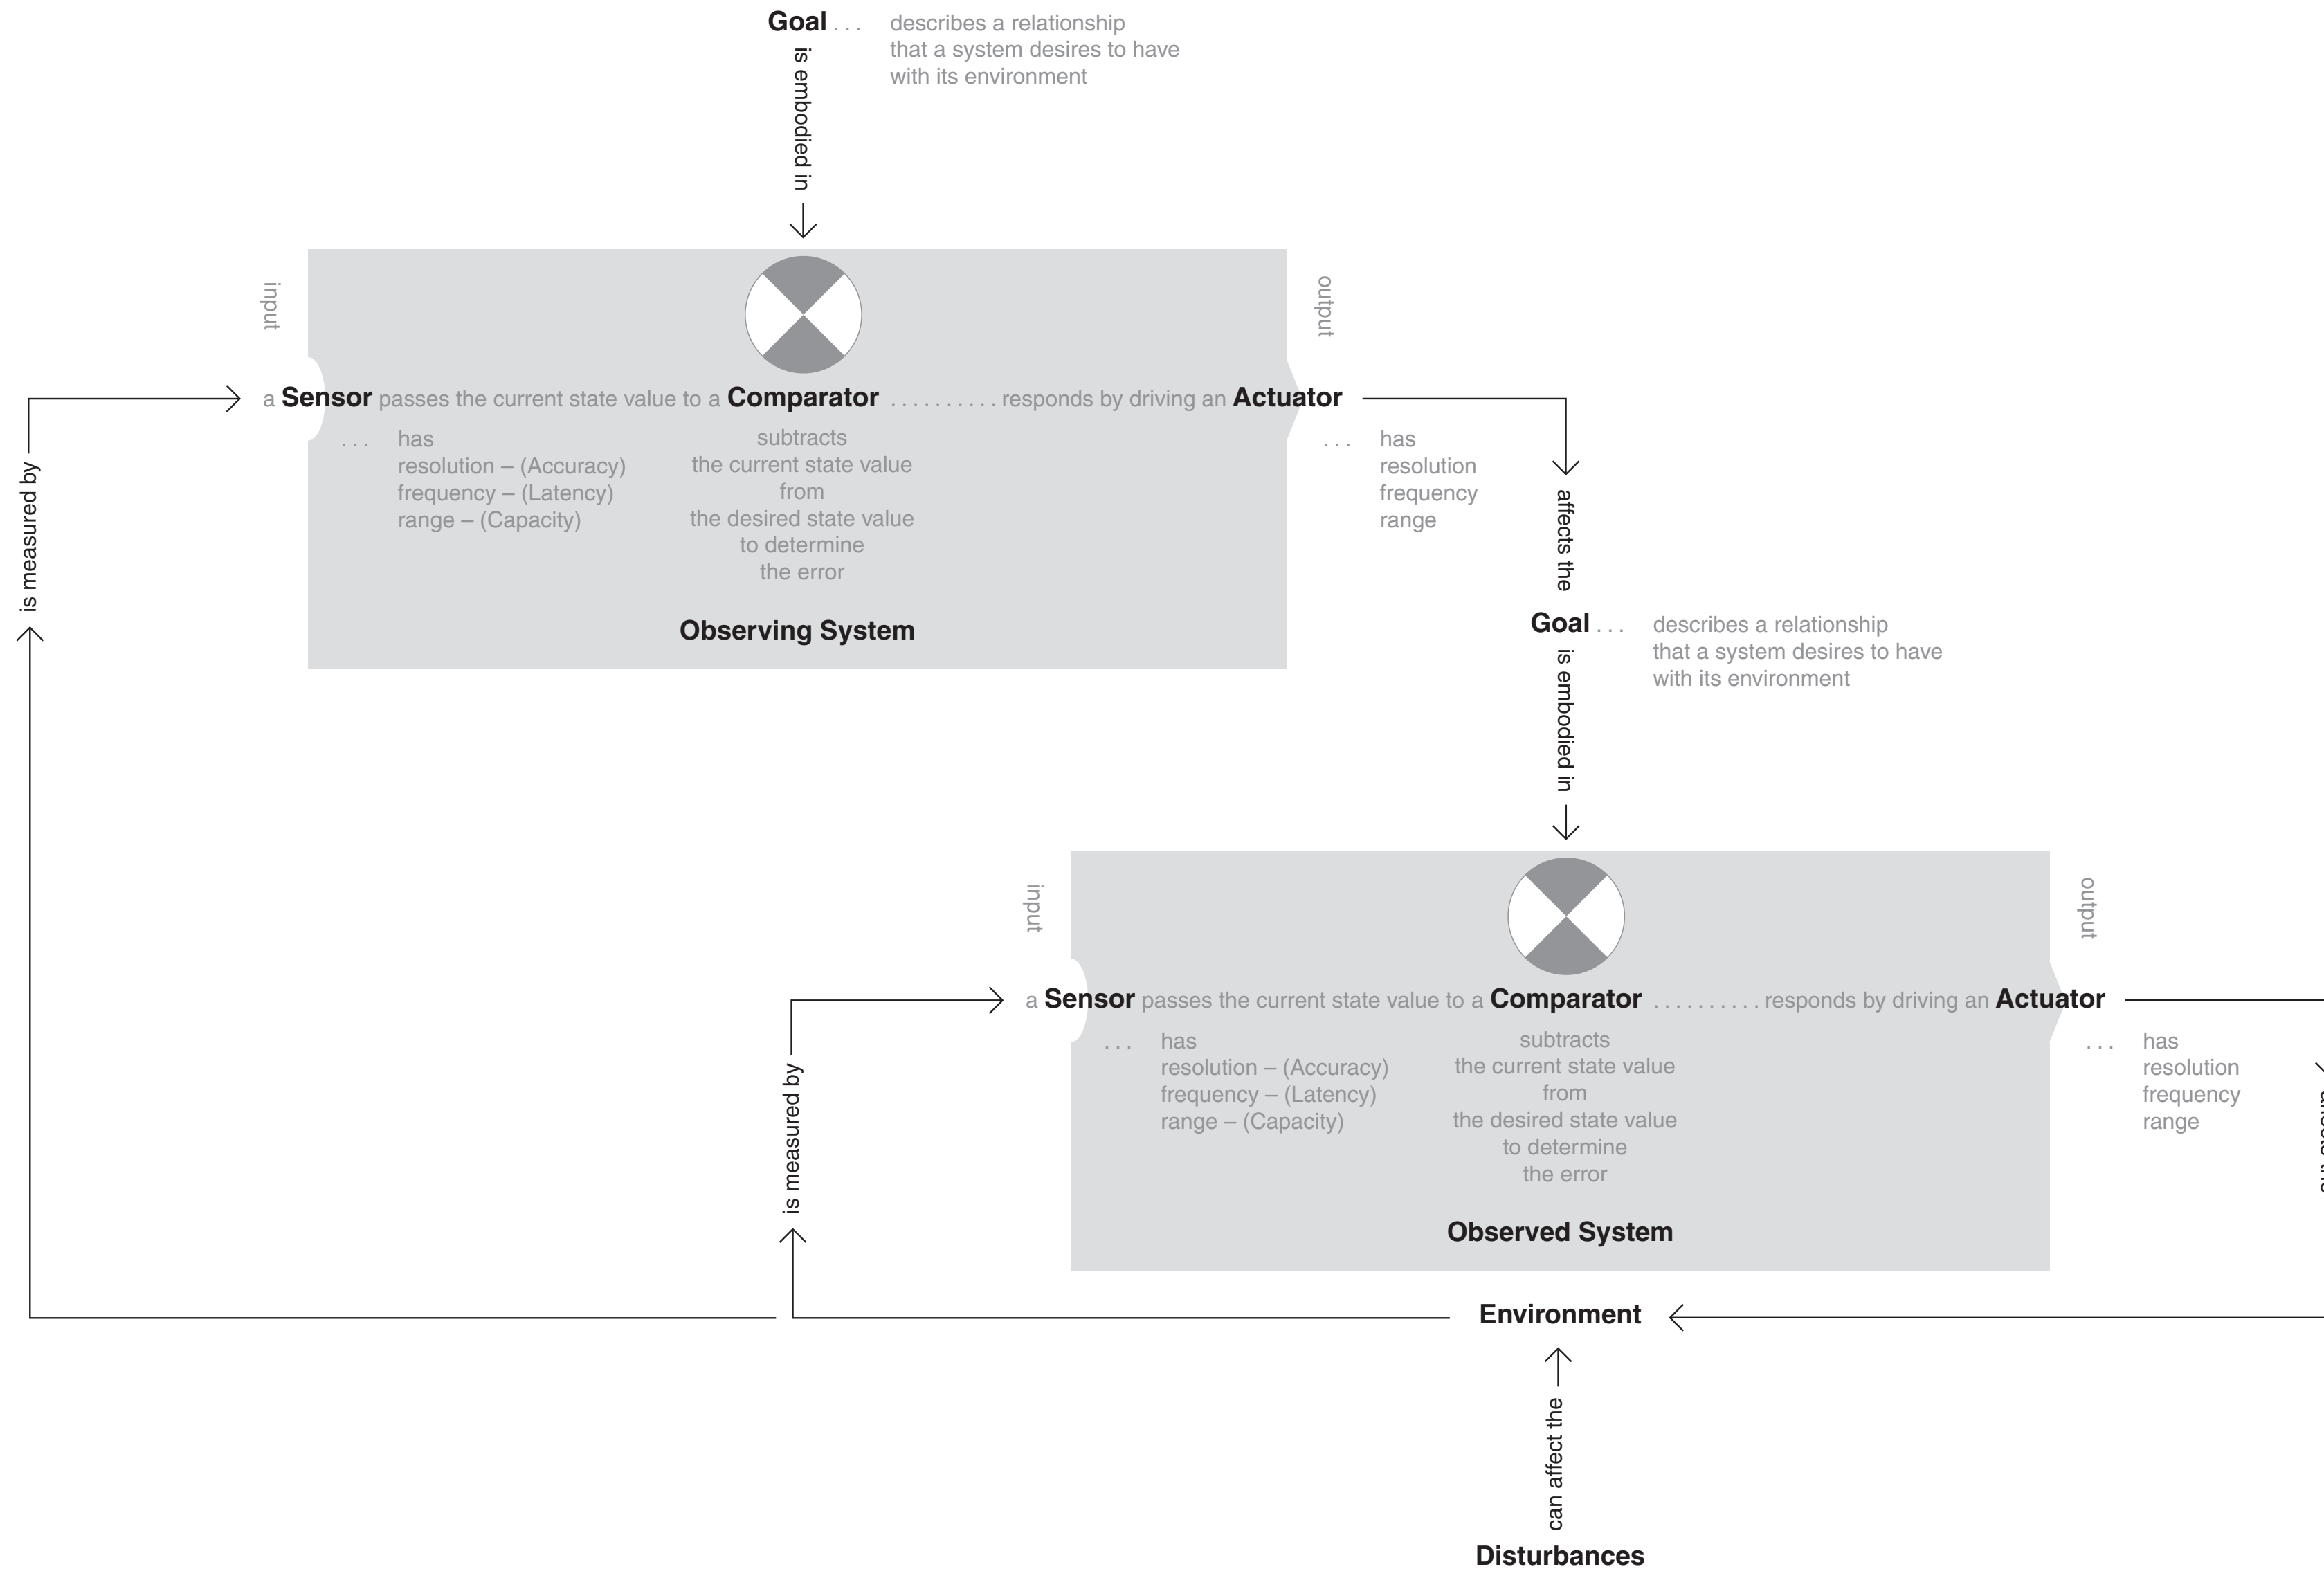 Goal . . . describes a relationship
that a system desires to have
with its environment
is embodied in
input
output
a Sensor passes the current state value to a Comparator . . . . . . . . . . responds by driving an Actuator
. . . has
resolution – (Accuracy)
frequency – (Latency)
range – (Capacity)
subtracts
the current state value
from
the desired state value
to determine
the error
. . . has
resolution
frequency
range
Observing System
is measured by
affects the
Goal . . . describes a relationship
that a system desires to have
with its environment
is embodied in
input
output
a Sensor passes the current state value to a Comparator . . . . . . . . . . responds by driving an Actuator
. . . has
resolution – (Accuracy)
frequency – (Latency)
range – (Capacity)
subtracts
the current state value
from
the desired state value
to determine
the error
. . . has
resolution
frequency
range
Observed System
is measured by
Environment
can affect the
Disturbances